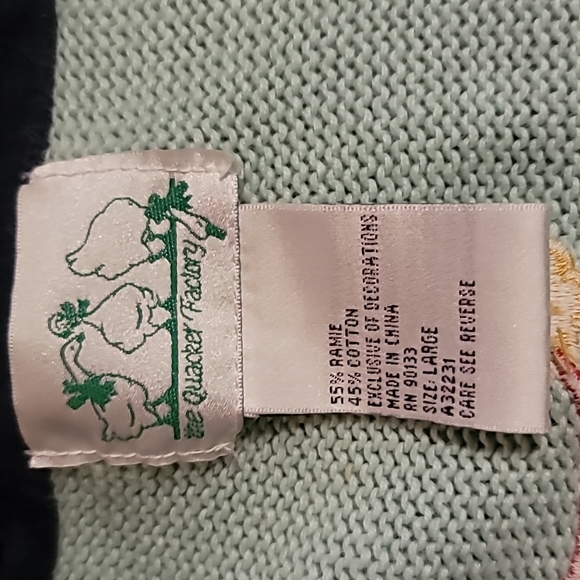 the Quacker Factory
55% RAMIE
45% COTTON
EXCLUSIVE OF DECORATIONS
MADE IN CHINA
RN 90133
SIZE: LARGE
A38231
CARE SEE REVERSE